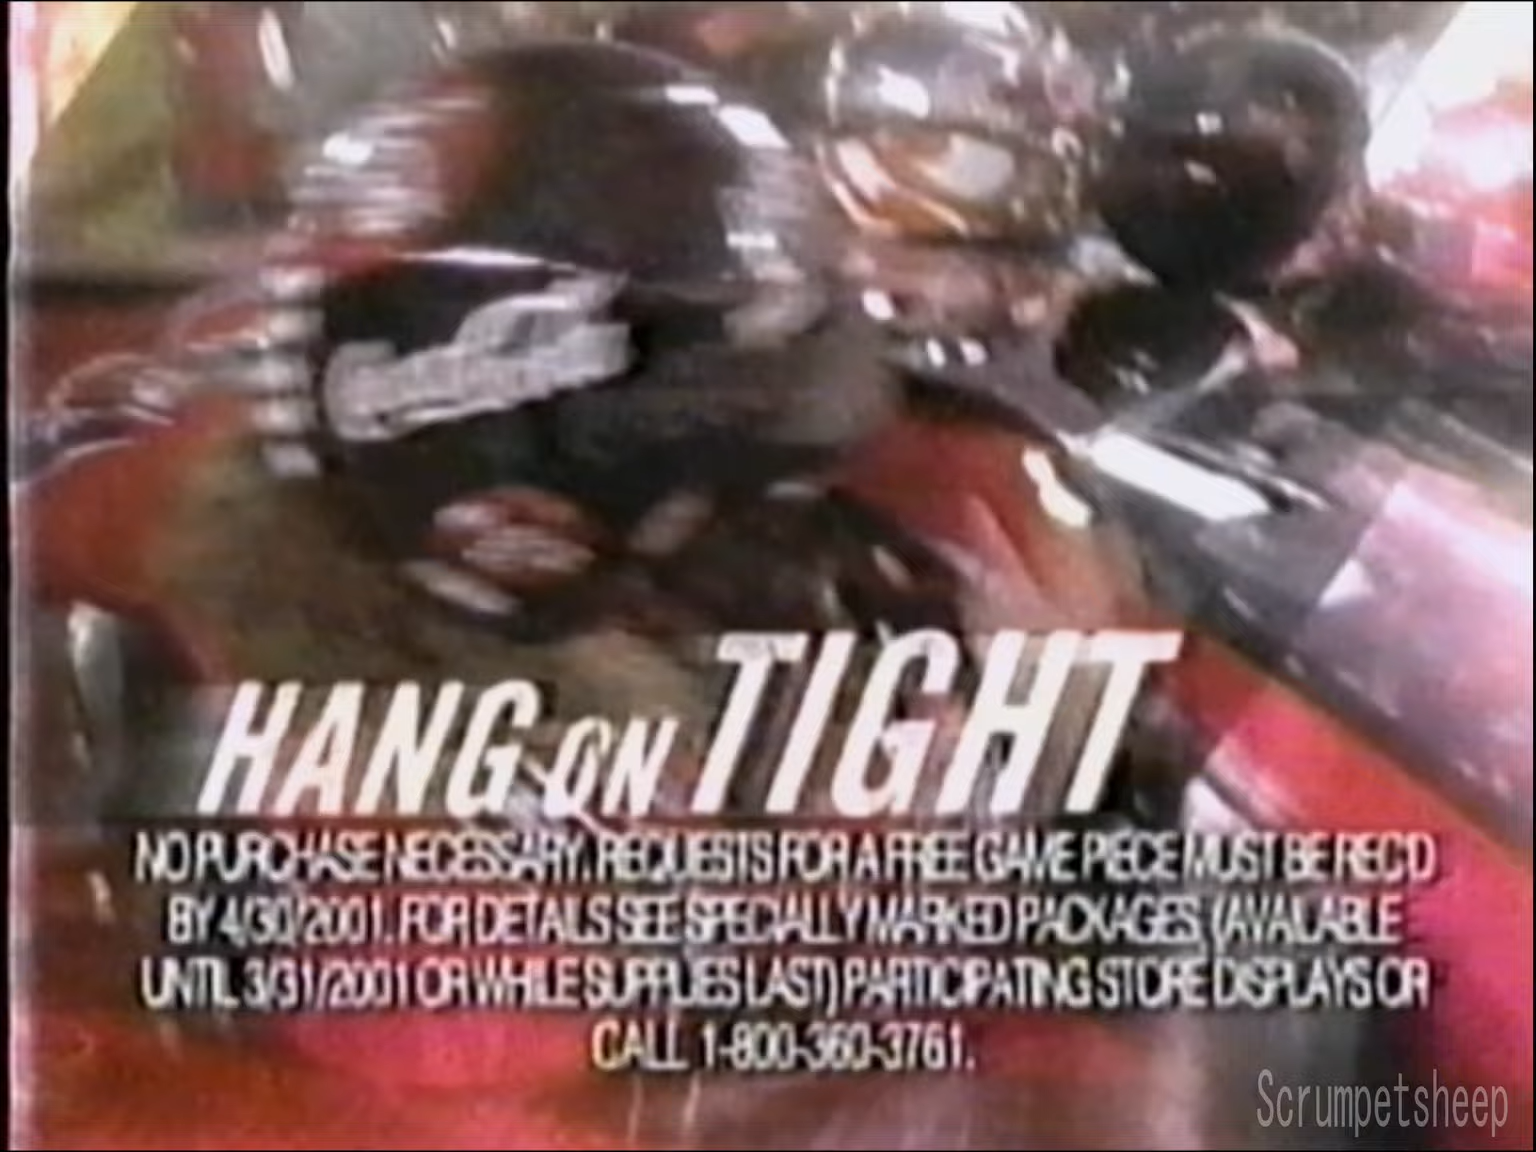 HANG ON TIGHT
NO PURCHASE NECESSARY. REQUESTS FOR A FREE GAME PIECE MUST BE REC'D
BY 4/30/2001. FOR DETAILS SEE SPECIALLY MARKED PACKAGES, (AVAILABLE
UNTIL 3/31/2001 OR WHILE SUPPLIES LAST) PARTICIPATING STORE DISPLAYS OR
CALL 1-800-360-3761.
Scrumpetsheep